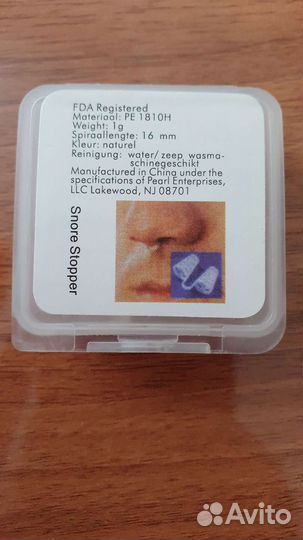 FDA Registered
Materiaal: PE 1810H
Weight: 1g
Spiraallengte: 16 mm
Kleur: naturel
Reinigung: water/ zeep wasma-
schinegeschikt
Manufactured in China under the
specifications of Pearl Enterprises,
LLC Lakewood, NJ 08701
Snore Stopper
Avito